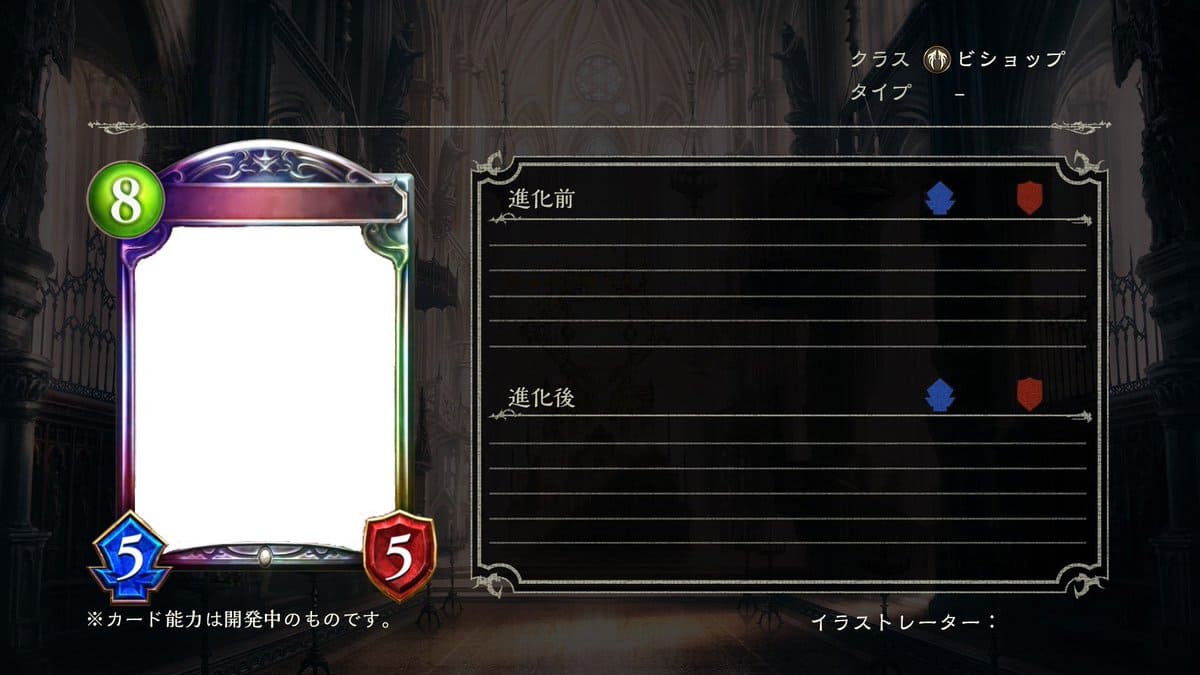 クラス ビショップ
タイプ –
8
進化前
進化後
5
5
※カード能力は開発中のものです。
イラストレーター：